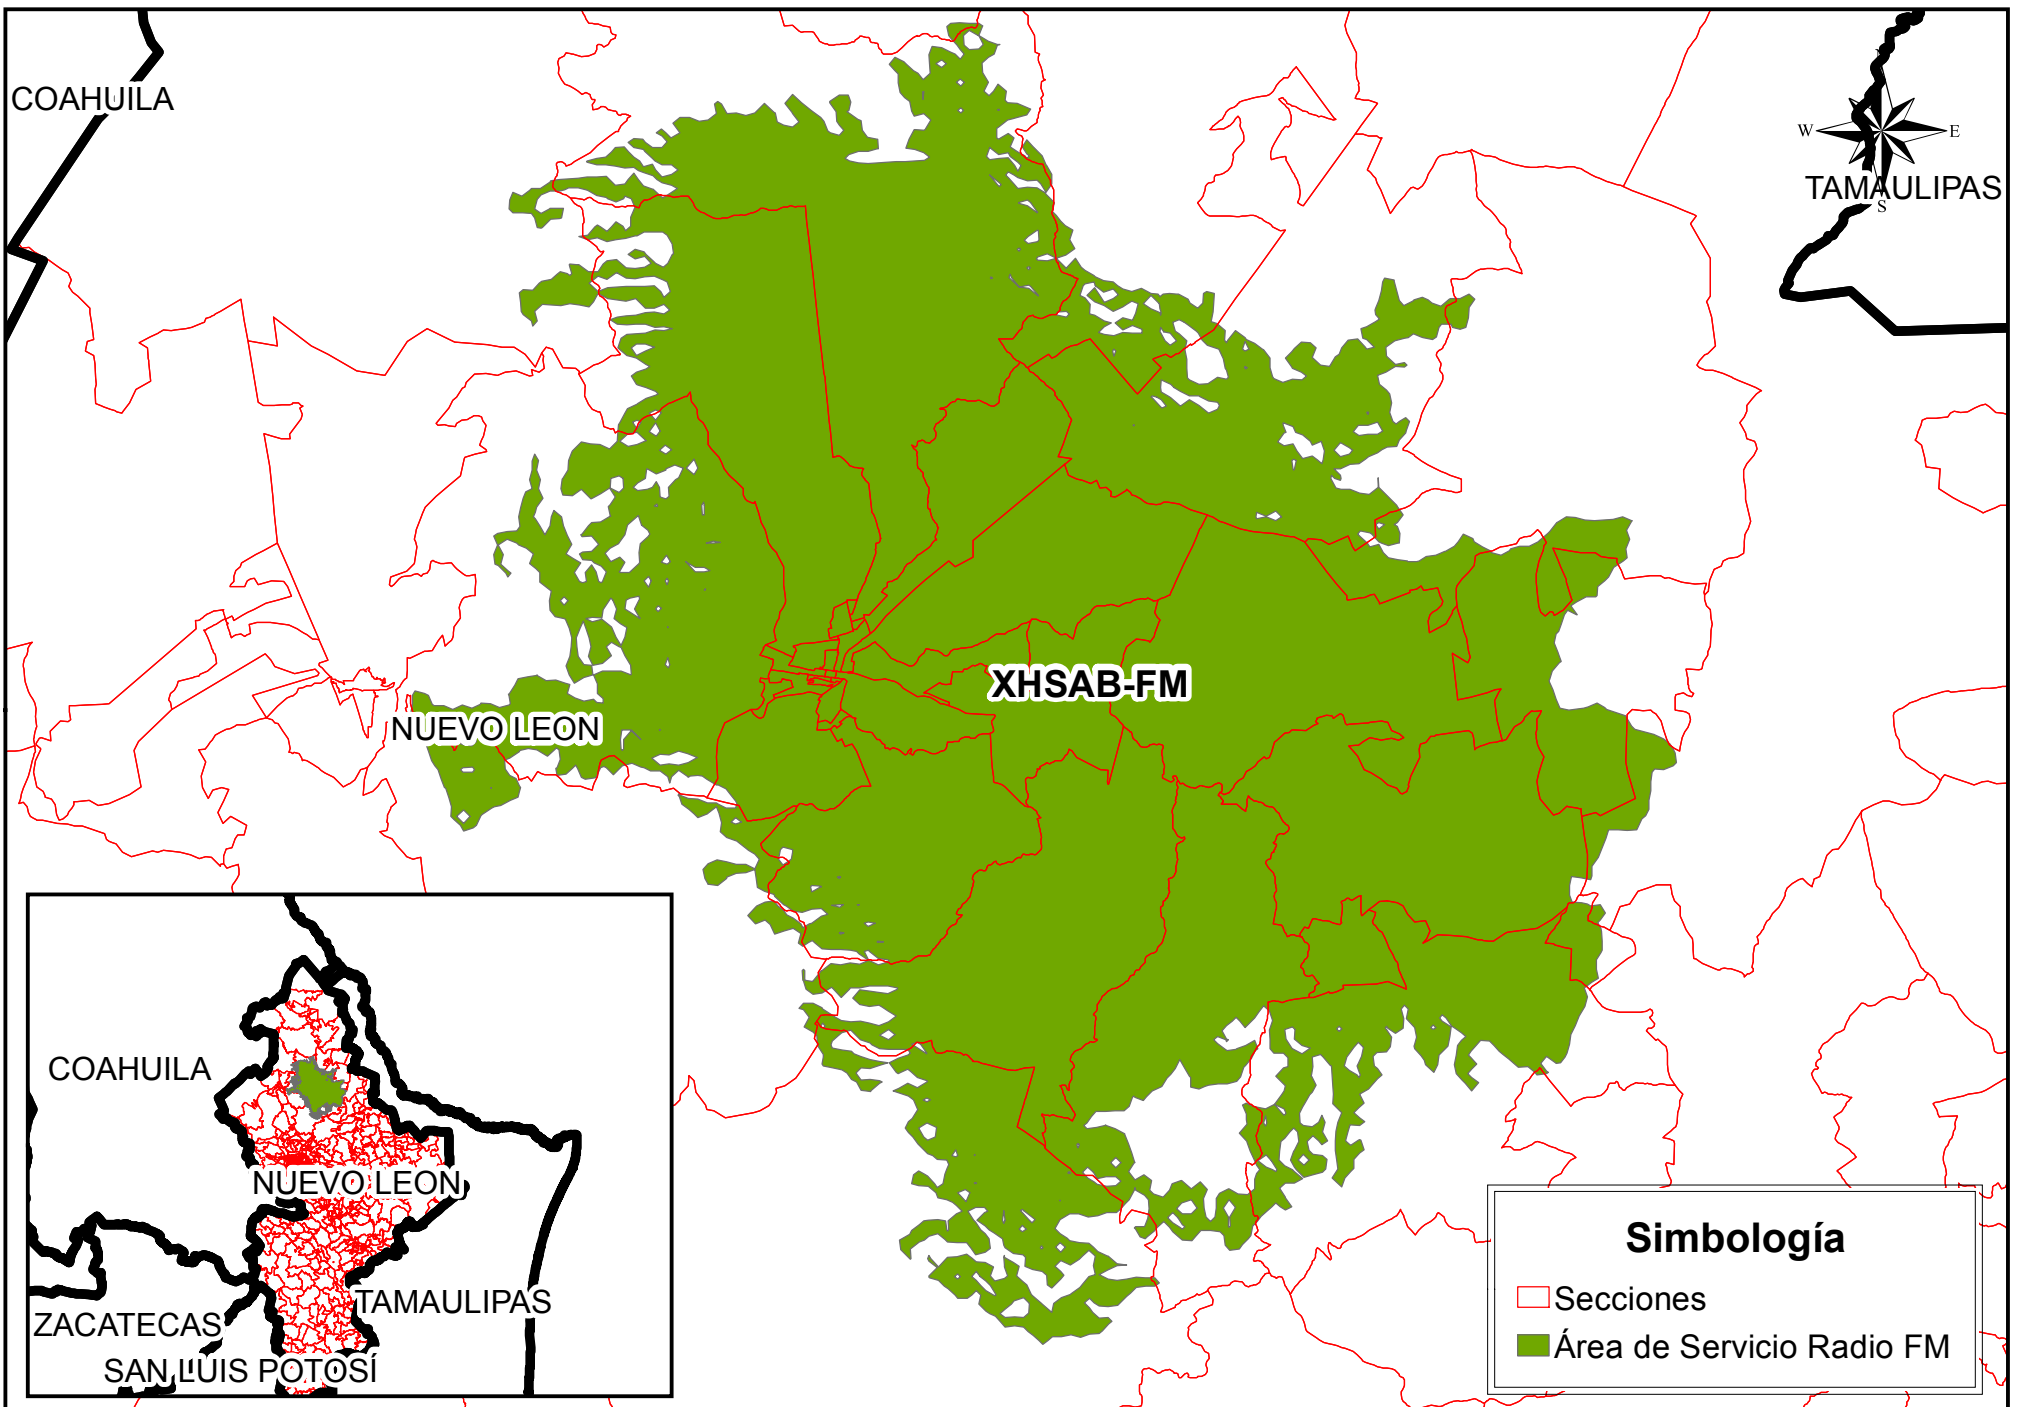 COAHUILA
N
W
E
S
TAMAULIPAS
XHSAB-FM
NUEVO LEON
COAHUILA
NUEVO LEON
TAMAULIPAS
ZACATECAS
SAN LUIS POTOSÍ
Simbología
Secciones
Área de Servicio Radio FM